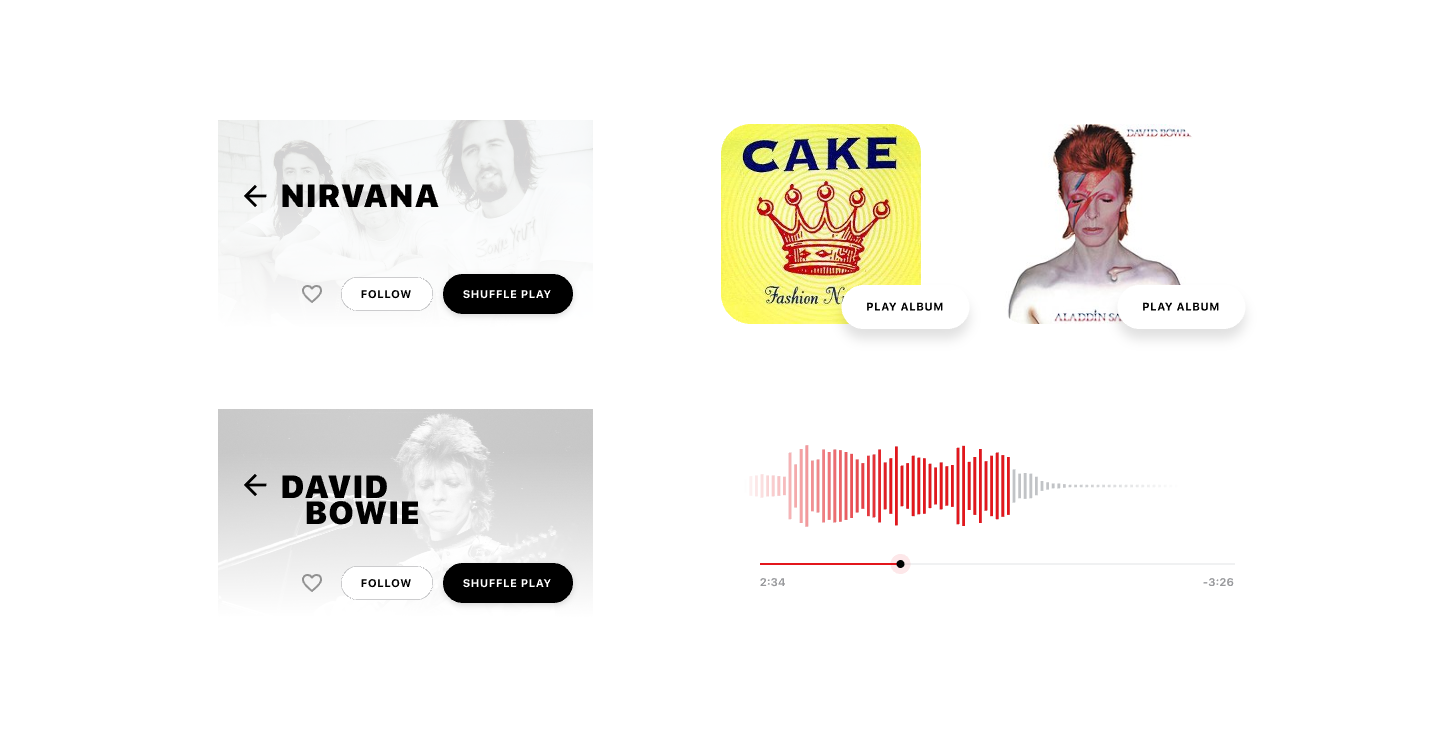 NIRVANA
FOLLOW
SHUFFLE PLAY
CAKE
Fashion
PLAY ALBUM
DAVID BOWIE
ALADDIN SA
PLAY ALBUM
DAVID
BOWIE
FOLLOW
SHUFFLE PLAY
2:34
-3:26